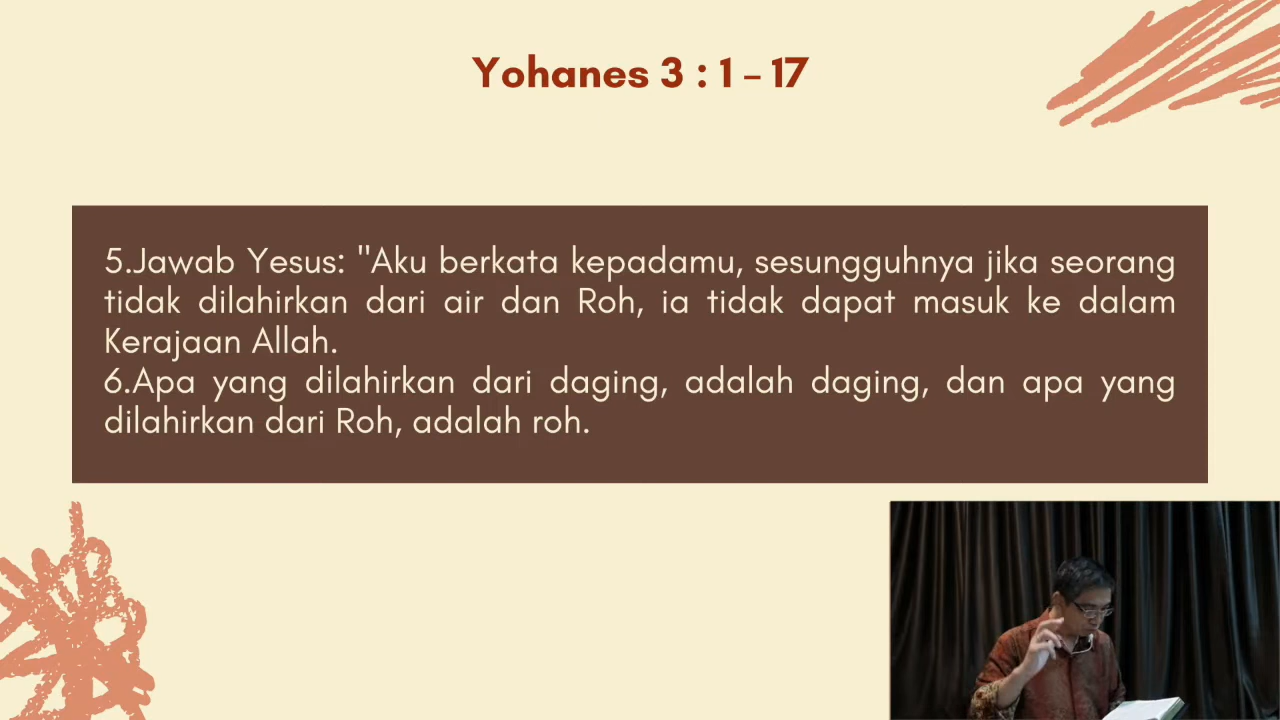 Yohanes 3 : 1 – 17
5.Jawab Yesus: "Aku berkata kepadamu, sesungguhnya jika seorang
tidak dilahirkan dari air dan Roh, ia tidak dapat masuk ke dalam
Kerajaan Allah.
6.Apa yang dilahirkan dari daging, adalah daging, dan apa yang
dilahirkan dari Roh, adalah roh.